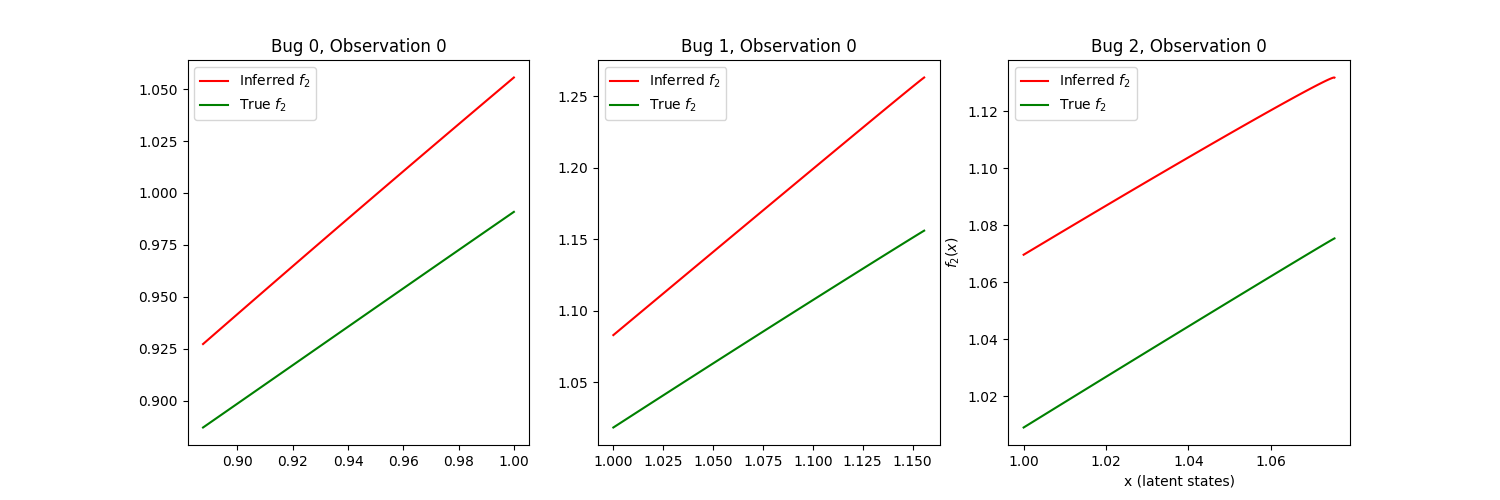 Bug 0, Observation 0
Inferred f₂
True f₂
1.050
1.025
1.000
0.975
0.950
0.925
0.900
0.90 0.92 0.94 0.96 0.98 1.00
Bug 1, Observation 0
Inferred f₂
True f₂
1.25
1.20
1.15
1.10
1.05
1.000 1.025 1.050 1.075 1.100 1.125 1.150
Bug 2, Observation 0
Inferred f₂
True f₂
f₂(x)
1.12
1.10
1.08
1.06
1.04
1.02
1.00 1.02 1.04 1.06
x (latent states)